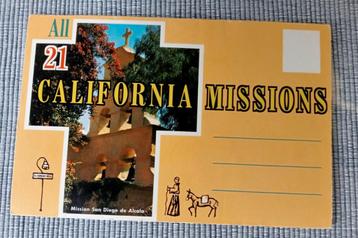 All
21
CALIFORNIA MISSIONS
Mission San Diego de Alcala